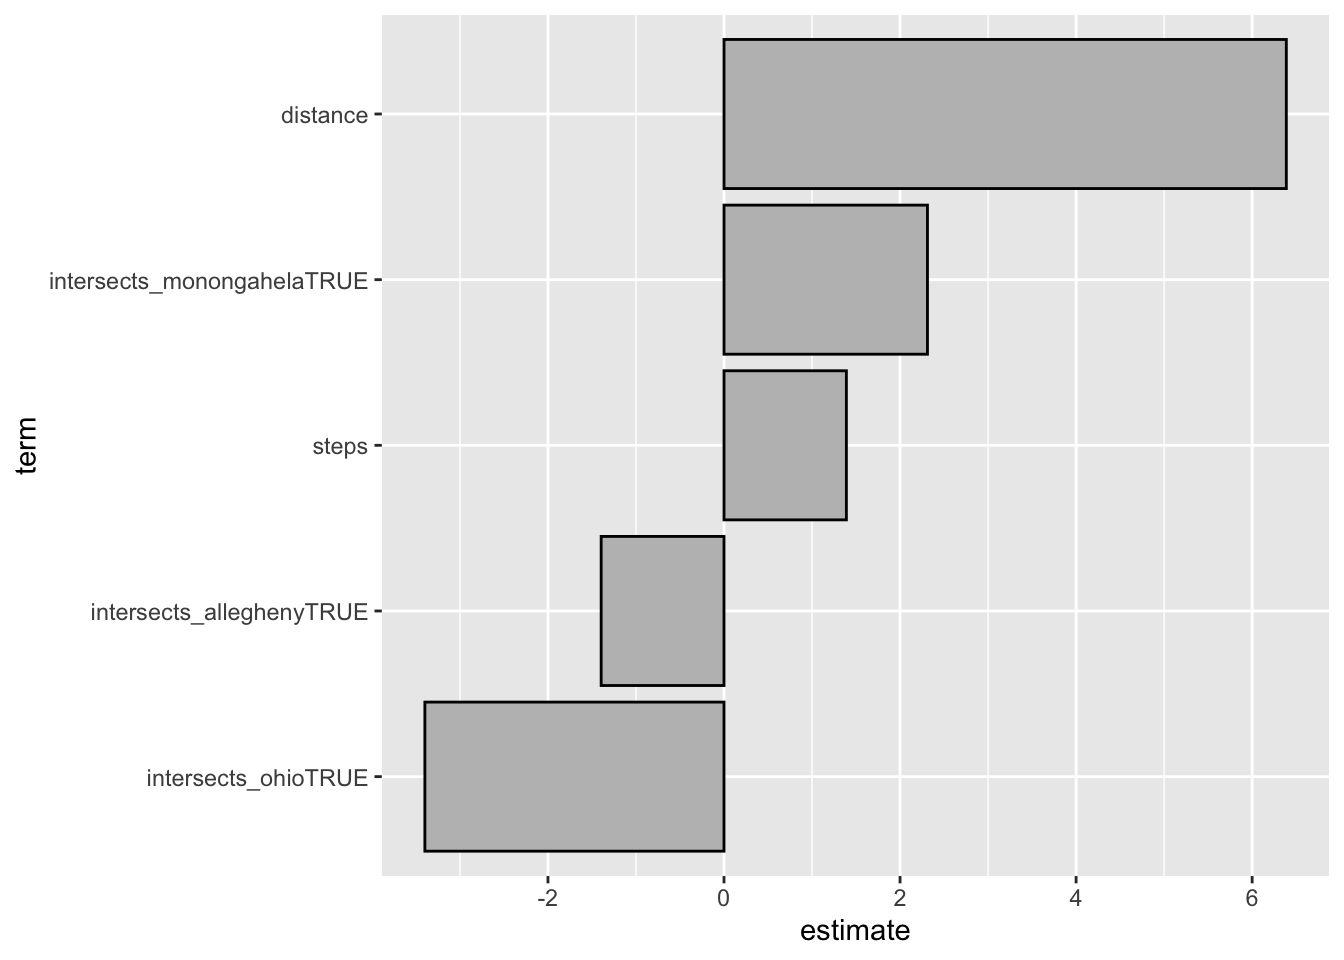 distance
intersects_monongahelaTRUE
steps
intersects_alleghenyTRUE
intersects_ohioTRUE
term
-2 0 2 4 6
estimate